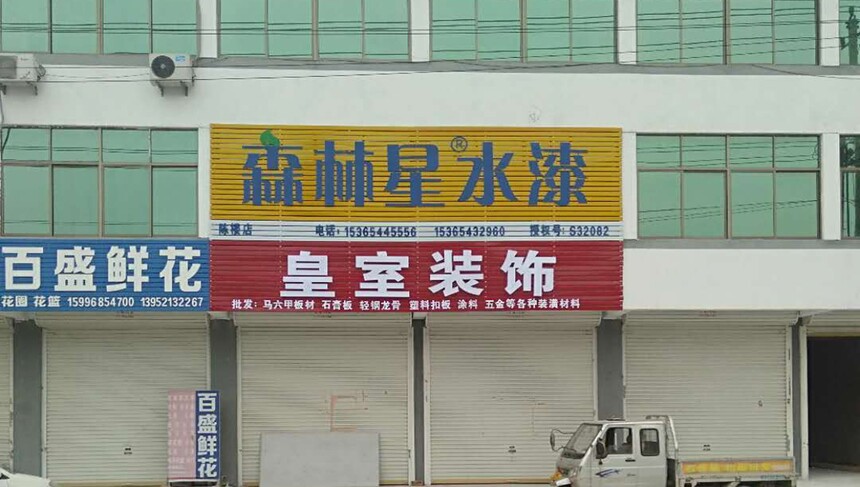 森林星®水漆
陈楼店 电话：15365445556 15365432960 授权号：S32082
皇室装饰
批发：马六甲板材 石膏板 轻钢龙骨 塑料扣板 涂料 五金等各种装潢材料
百盛鲜花
花圈 花篮 15996854700 13952132267
百盛鲜花